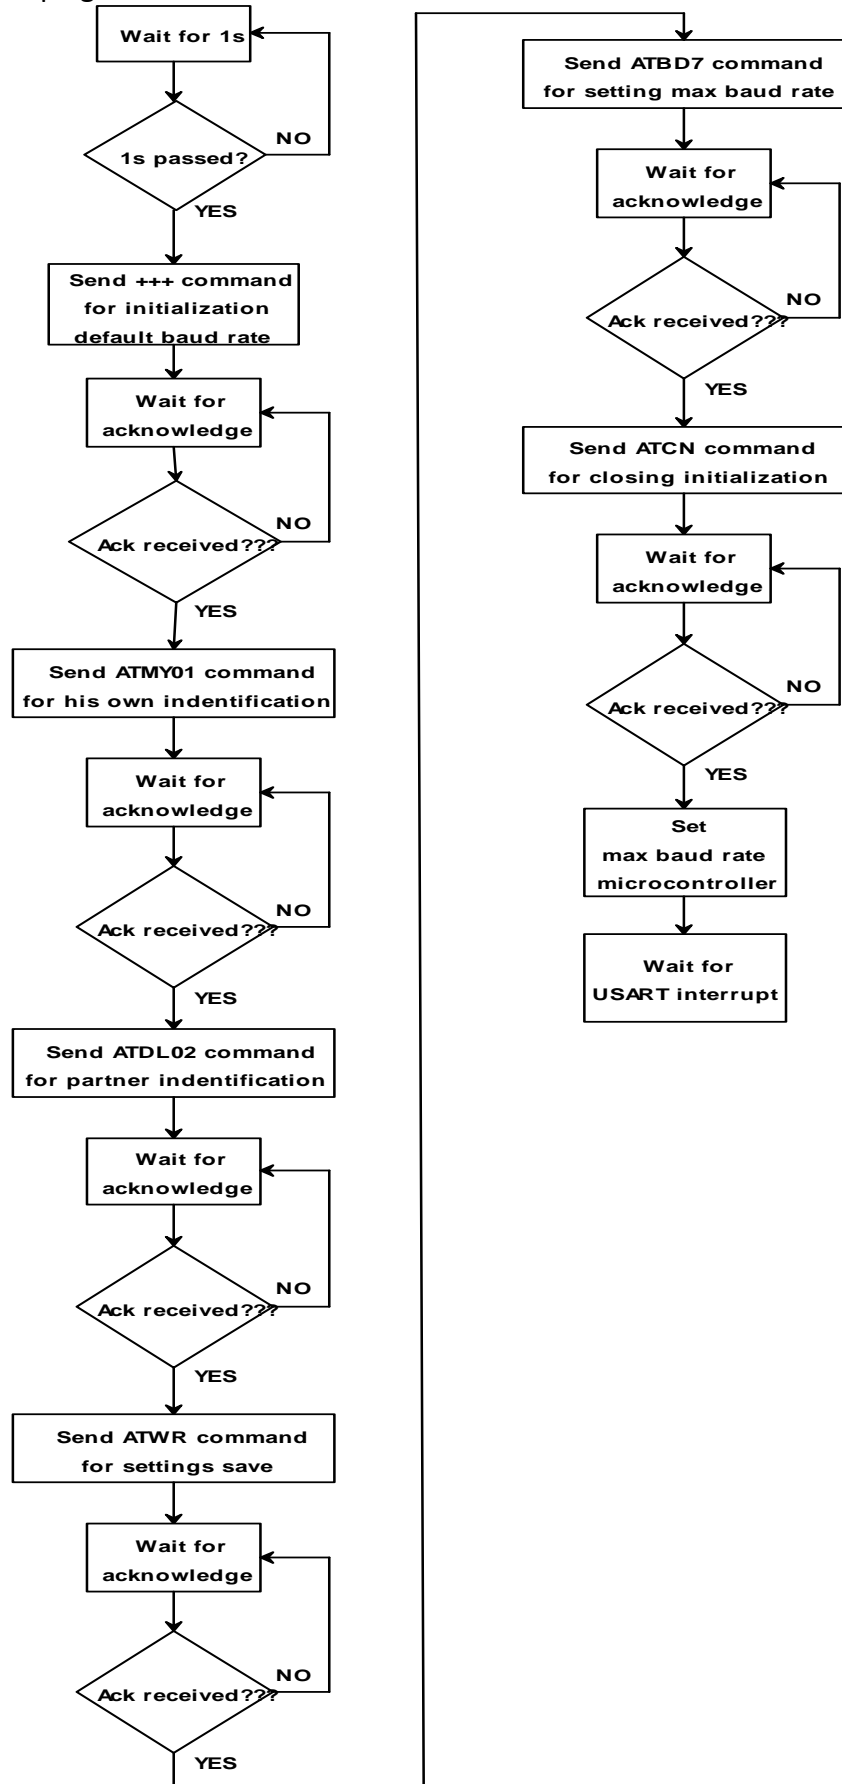 Wait for 1s
1s passed?
NO
YES
Send +++ command
for initialization
default baud rate
Wait for
acknowledge
Ack received???
NO
YES
Send ATMY01 command
for his own indentification
Wait for
acknowledge
Ack received???
NO
YES
Send ATDL02 command
for partner indentification
Wait for
acknowledge
Ack received???
NO
YES
Send ATWR command
for settings save
Wait for
acknowledge
Ack received???
NO
YES
Send ATBD7 command
for setting max baud rate
Wait for
acknowledge
Ack received???
NO
YES
Send ATCN command
for closing initialization
Wait for
acknowledge
Ack received???
NO
YES
Set
max baud rate
microcontroller
Wait for
USART interrupt